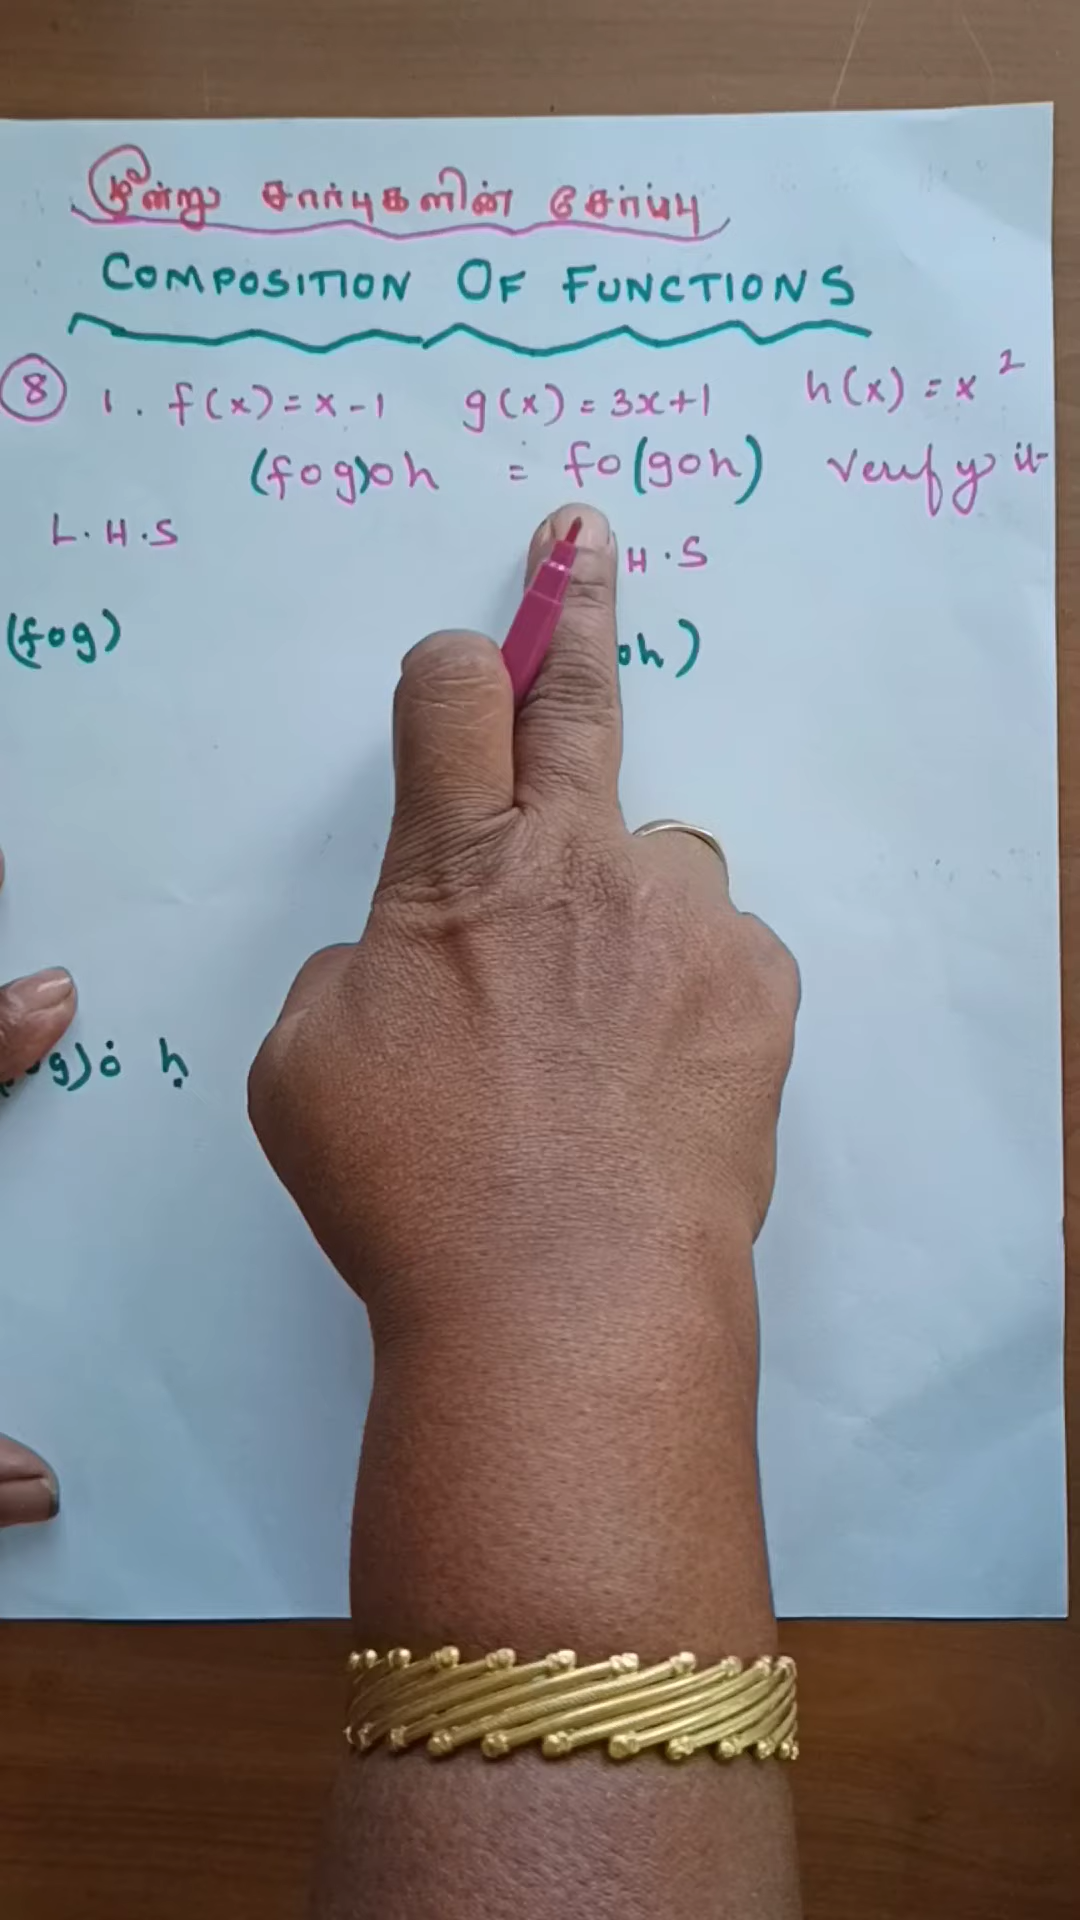 மூன்று சார்புகளின் சேர்ப்பு
COMPOSITION OF FUNCTIONS
8 1. f(x)=x-1 g(x)=3x+1 h(x)=x²
(fog)oh = fo(goh) verify it
L.H.S H.S
(fog) oh)
g)o h